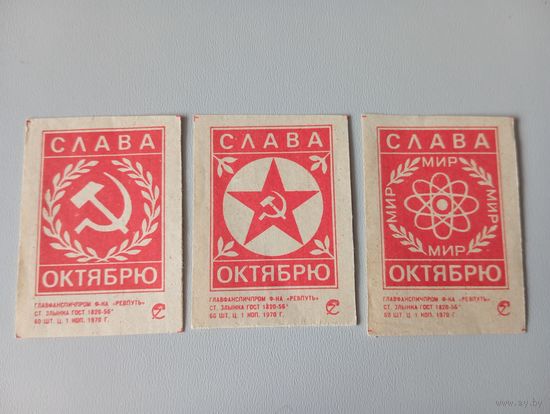 СЛАВА
ОКТЯБРЮ
ГЛАВФАНСПИЧПРОМ Ф-КА «РЕВПУТЬ»
СТ. ЗЛЫНКА ГОСТ 1820-56*
60 ШТ. Ц. 1 КОП. 1970 Г.
СЛАВА
ОКТЯБРЮ
ГЛАВФАНСПИЧПРОМ Ф-КА «РЕВПУТЬ»
СТ. ЗЛЫНКА ГОСТ 1820-56*
60 ШТ. Ц. 1 КОП. 1970 Г.
СЛАВА
МИР
МИР
МИР
МИР
ОКТЯБРЮ
ГЛАВФАНСПИЧПРОМ Ф-КА «РЕВПУТЬ»
СТ. ЗЛЫНКА ГОСТ 1820-56*
60 ШТ. Ц. 1 КОП. 1970 Г.
www.ay.by